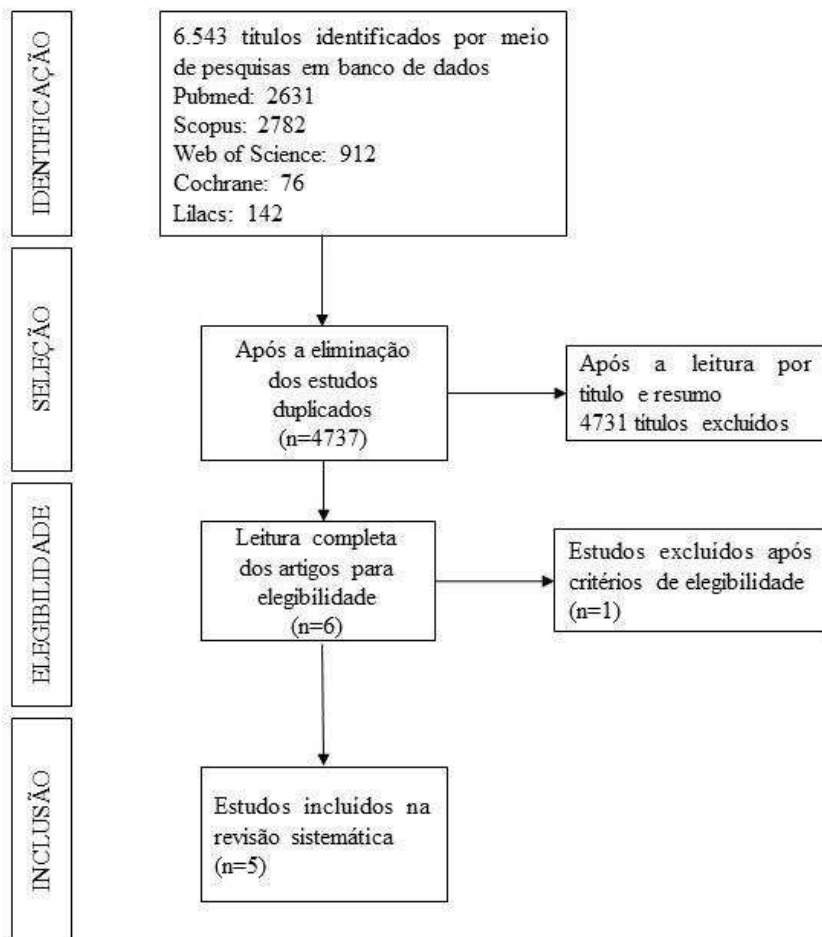 IDENTIFICAÇÃO
6.543 títulos identificados por meio
de pesquisas em banco de dados
Pubmed: 2631
Scopus: 2782
Web of Science: 912
Cochrane: 76
Lilacs: 142
SELEÇÃO
Após a eliminação
dos estudos
duplicados
(n=4737)
Após a leitura por
titulo e resumo
4731 títulos excluídos
ELEGIBILIDADE
Leitura completa
dos artigos para
elegibilidade
(n=6)
Estudos excluídos após
critérios de elegibilidade
(n=1)
INCLUSÃO
Estudos incluídos na
revisão sistemática
(n=5)